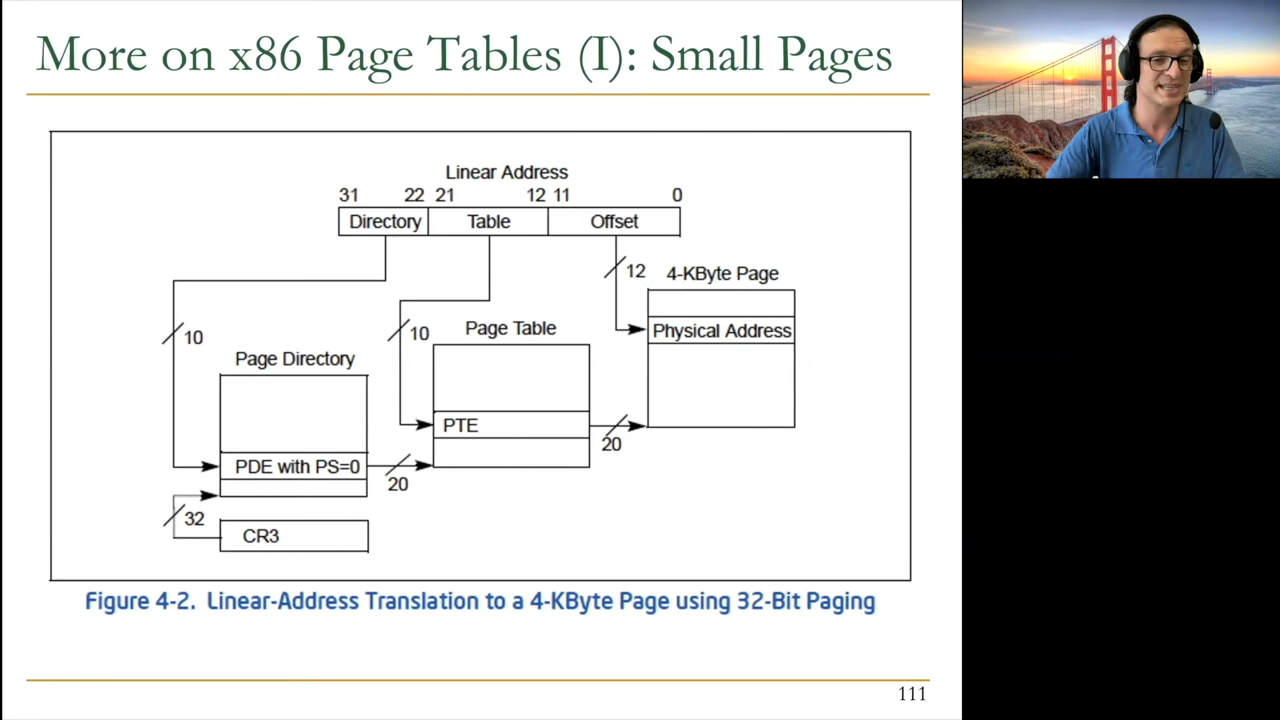 More on x86 Page Tables (I): Small Pages
Linear Address
31 22 21 12 11 0
Directory Table Offset
12
4-KByte Page
Physical Address
10
10
Page Table
Page Directory
PTE
20
PDE with PS=0
20
32
CR3
Figure 4-2. Linear-Address Translation to a 4-KByte Page using 32-Bit Paging
111